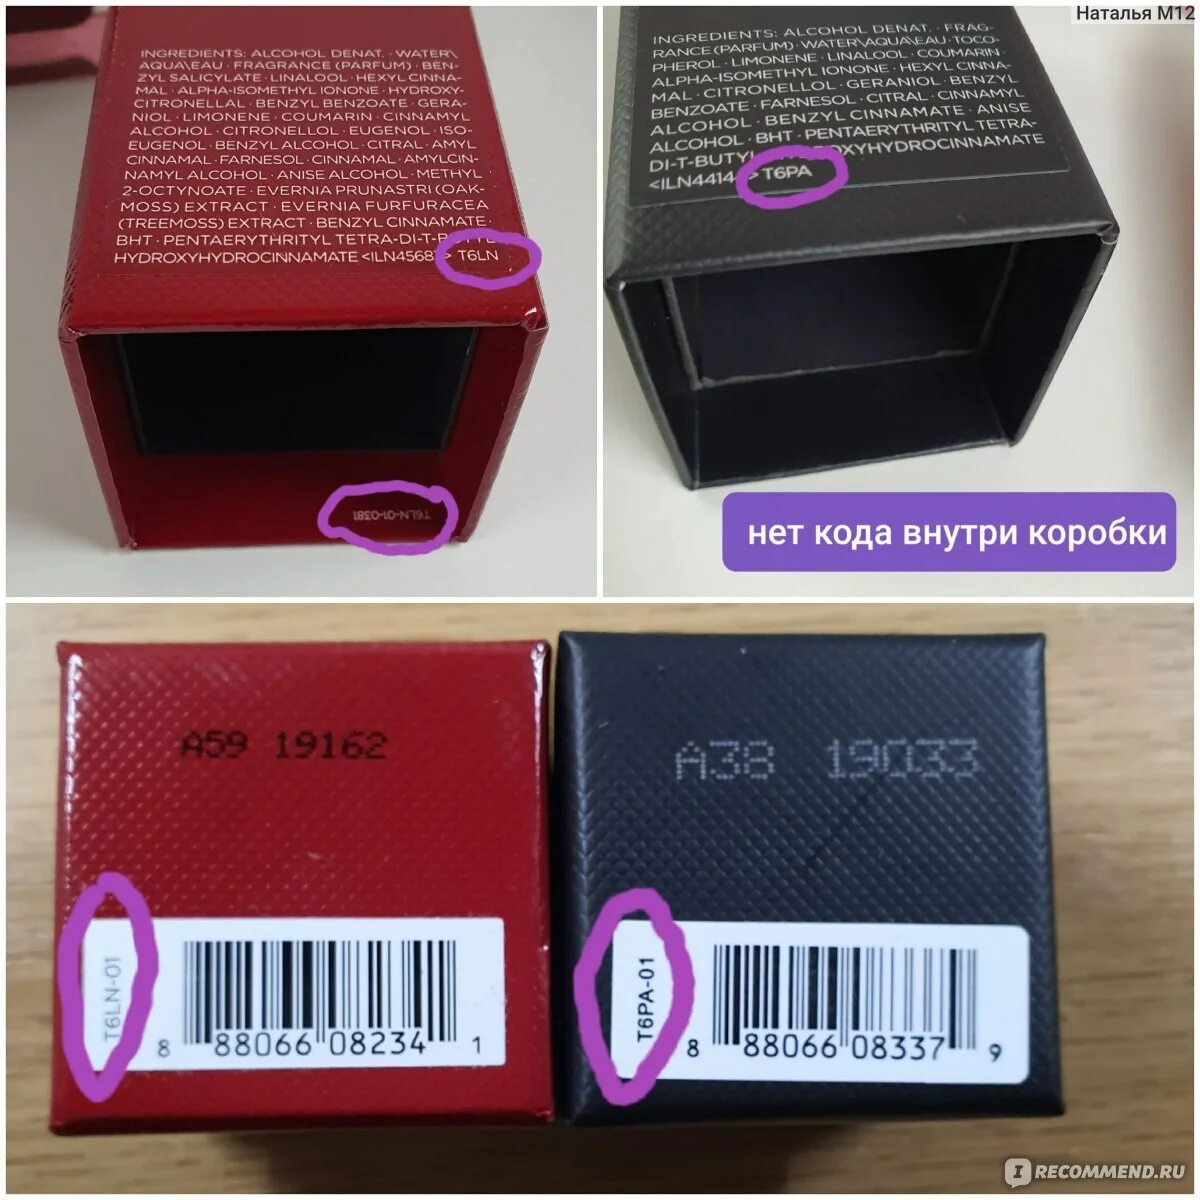 Наталья М12
INGREDIENTS: ALCOHOL DENAT. · WATER\
AQUA\EAU · FRAGRANCE (PARFUM) · BEN-
ZYL SALICYLATE · LINALOOL · HEXYL CINNA-
MAL · ALPHA-ISOMETHYL IONONE · HYDROXY-
CITRONELLAL · BENZYL BENZOATE · GERA-
NIOL · LIMONENE · COUMARIN · CINNAMYL
ALCOHOL · CITRONELLOL · EUGENOL · ISO-
EUGENOL · BENZYL ALCOHOL · CITRAL · AMYL
CINNAMAL · FARNESOL · CINNAMAL · AMYLCIN-
NAMYL ALCOHOL · ANISE ALCOHOL · METHYL
2-OCTYNOATE · EVERNIA PRUNASTRI (OAK-
MOSS) EXTRACT · EVERNIA FURFURACEA
(TREEMOSS) EXTRACT · BENZYL CINNAMATE ·
BHT · PENTAERYTHRITYL TETRA-DI-T-BUTYL
HYDROXYHYDROCINNAMATE <ILN4568> T6LN
T6LN-01-0381
INGREDIENTS: ALCOHOL DENAT. · FRAG-
RANCE (PARFUM) · WATER\AQUA\EAU · TOCO-
PHEROL · LIMONENE · LINALOOL · COUMARIN ·
ALPHA-ISOMETHYL IONONE · HEXYL CINNA-
MAL · CITRONELLOL · GERANIOL · BENZYL
BENZOATE · FARNESOL · CITRAL · CINNAMYL
ALCOHOL · BENZYL CINNAMATE · ANISE
ALCOHOL · BHT · PENTAERYTHRITYL TETRA-
DI-T-BUTYL HYDROXYHYDROCINNAMATE
<ILN4414 > T6PA
нет кода внутри коробки
A59 19162
T6LN-01
8 88066 08234 1
A38 19033
T6PA-01
8 88066 08337 9
I RECOMMEND.RU